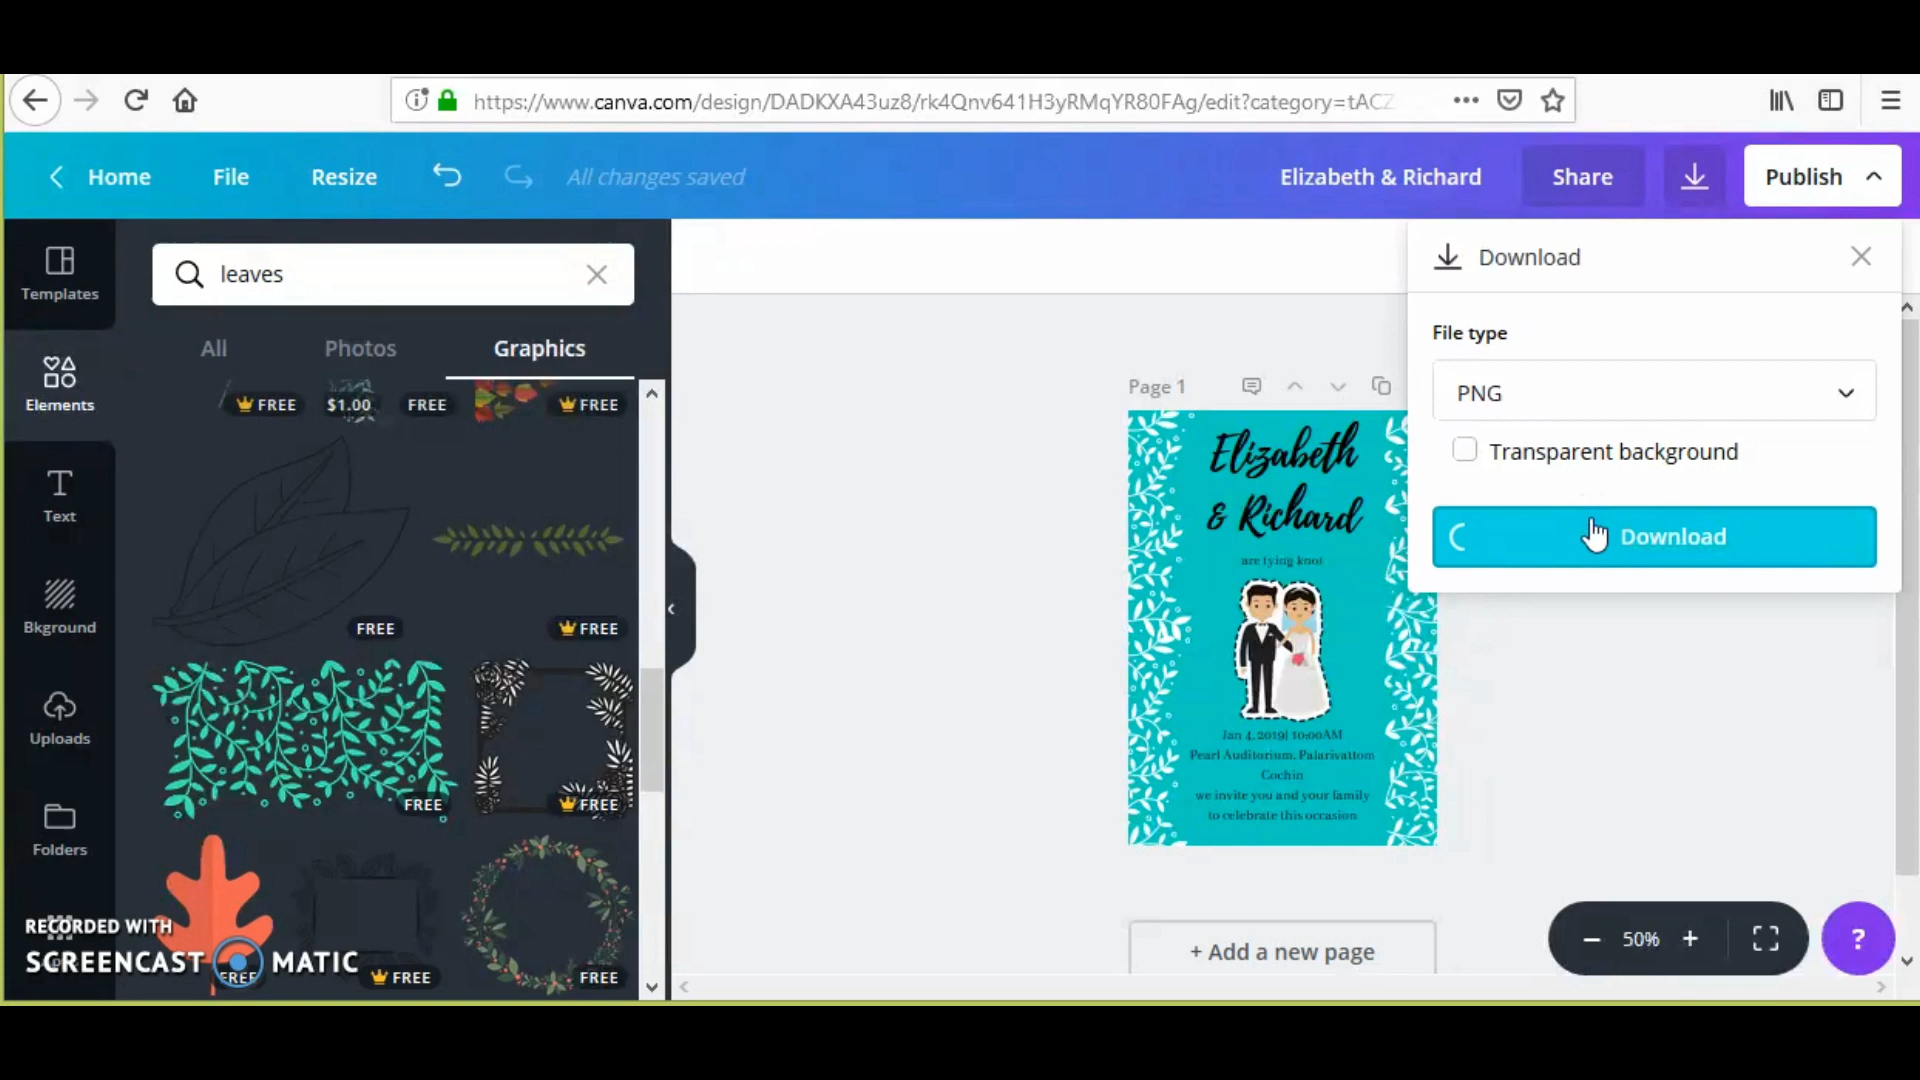 https://www.canva.com/design/DADKXA43uz8/rk4Qnv641H3yRMqYR80FAg/edit?category=tACZ
Home
File
Resize
All changes saved
Elizabeth & Richard
Share
Publish
Templates
Elements
Text
Bkground
Uploads
Folders
leaves
All
Photos
Graphics
FREE
$1.00
FREE
FREE
FREE
FREE
FREE
FREE
FREE
FREE
FREE
RECORDED WITH
SCREENCAST MATIC
Page 1
Elizabeth
& Richard
are tying knot
Jan 4, 2019| 10:00AM
Pearl Auditorium, Palarivattom
Cochin
we invite you and your family
to celebrate this occasion
+ Add a new page
Download
File type
PNG
Transparent background
Download
50%
?